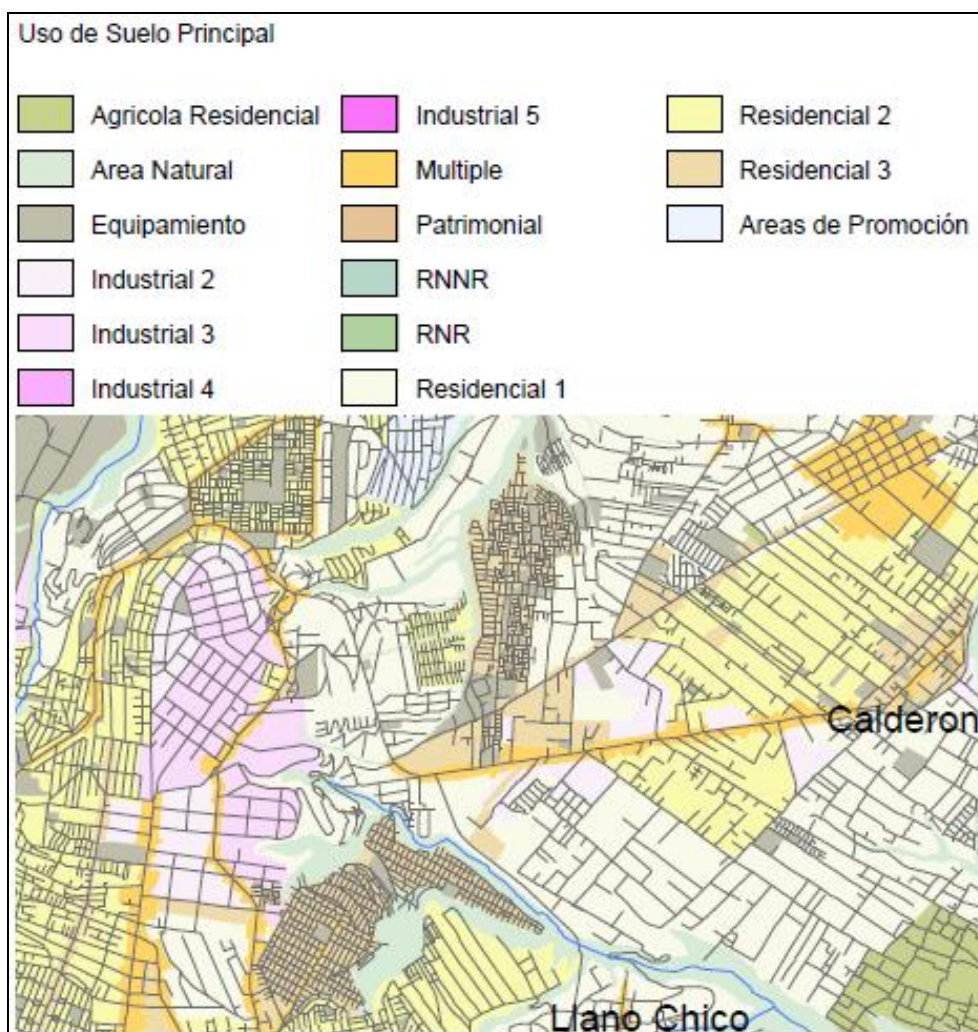 Uso de Suelo Principal
Agricola Residencial
Area Natural
Equipamiento
Industrial 2
Industrial 3
Industrial 4
Industrial 5
Multiple
Patrimonial
RNNR
RNR
Residencial 1
Residencial 2
Residencial 3
Areas de Promoción
Calderon
Llano Chico